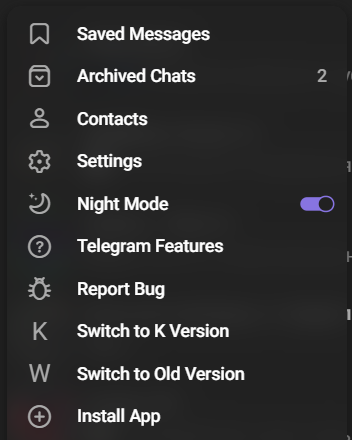 Saved Messages
Archived Chats 2
Contacts
Settings
Night Mode
Telegram Features
Report Bug
K Switch to K Version
W Switch to Old Version
Install App